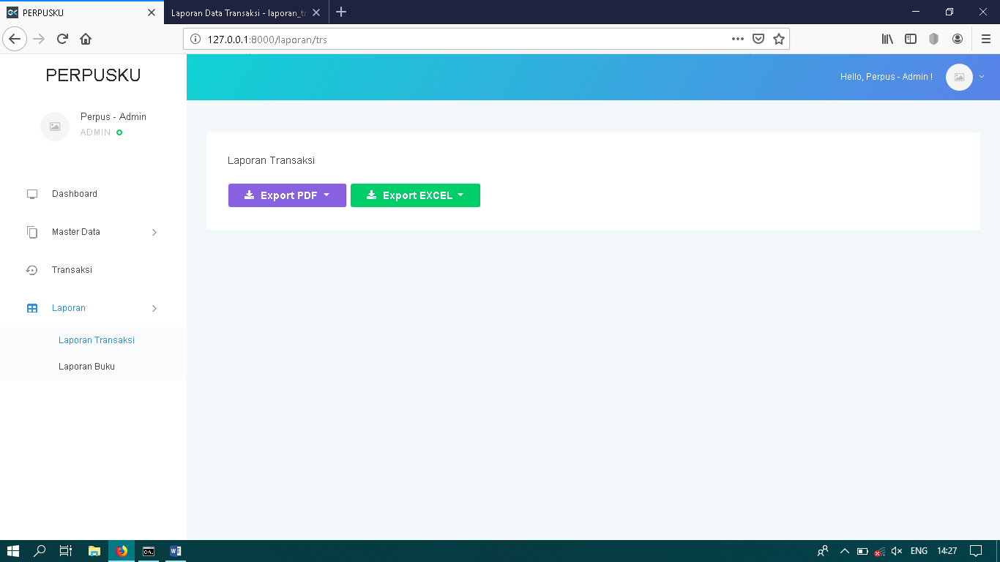 PERPUSKU
Laporan Data Transaksi - laporan_tr
127.0.0.1:8000/laporan/trs
PERPUSKU
Hello, Perpus - Admin !
Perpus - Admin
ADMIN
Dashboard
Master Data
Transaksi
Laporan
Laporan Transaksi
Laporan Buku
Laporan Transaksi
Export PDF
Export EXCEL
ENG
14:27